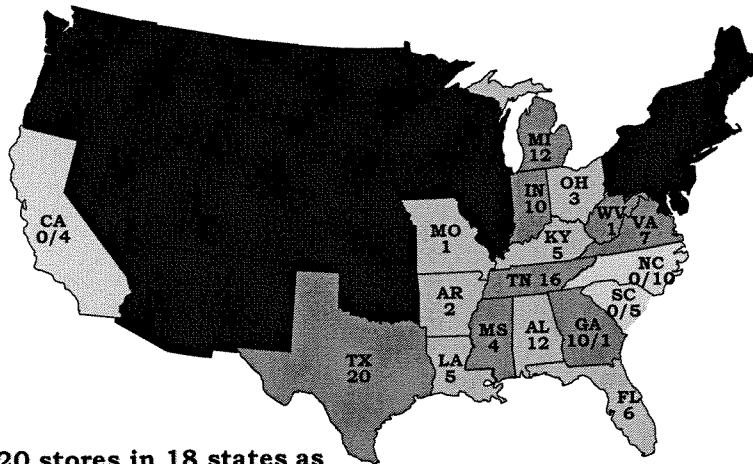 MI
12
OH
3
IN
10
WV
1
VA
7
CA
0/4
MO
1
KY
5
NC
0/10
TN 16
AR
2
SC
0/5
MS
4
AL
12
GA
10/1
TX
20
LA
5
FL
6
20 stores in 18 states as